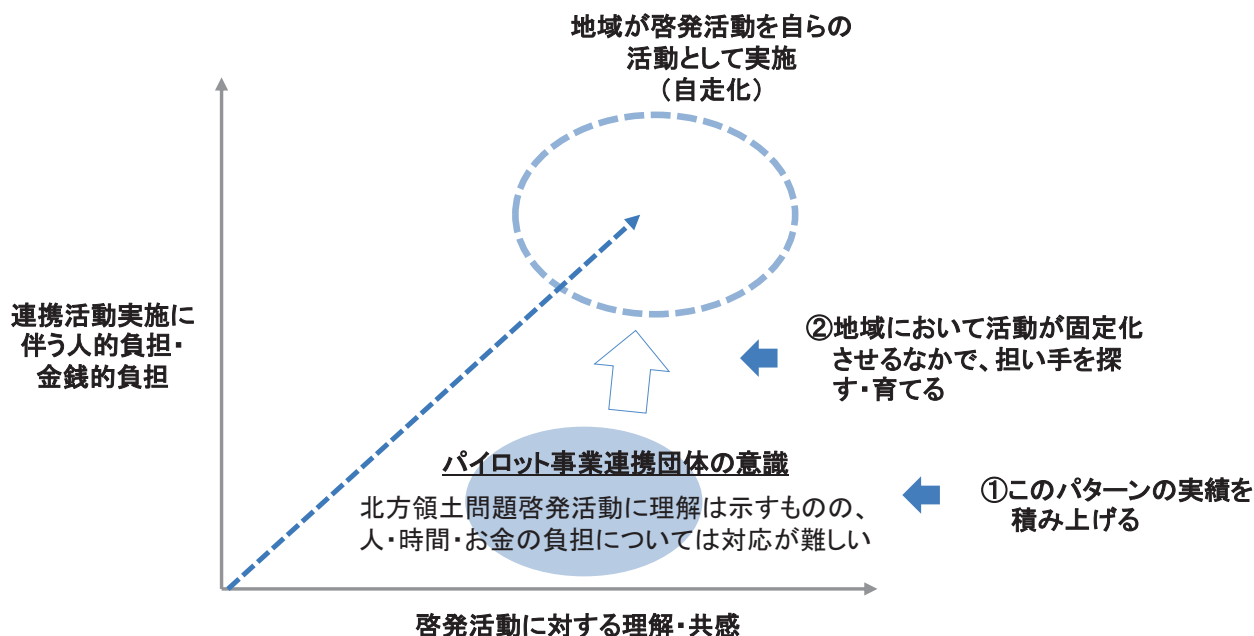 地域が啓発活動を自らの
活動として実施
（自走化）
連携活動実施に
伴う人的負担・
金銭的負担
②地域において活動が固定化
させるなかで、担い手を探
す・育てる
パイロット事業連携団体の意識
北方領土問題啓発活動に理解は示すものの、
人・時間・お金の負担については対応が難しい
①このパターンの実績を
積み上げる
啓発活動に対する理解・共感